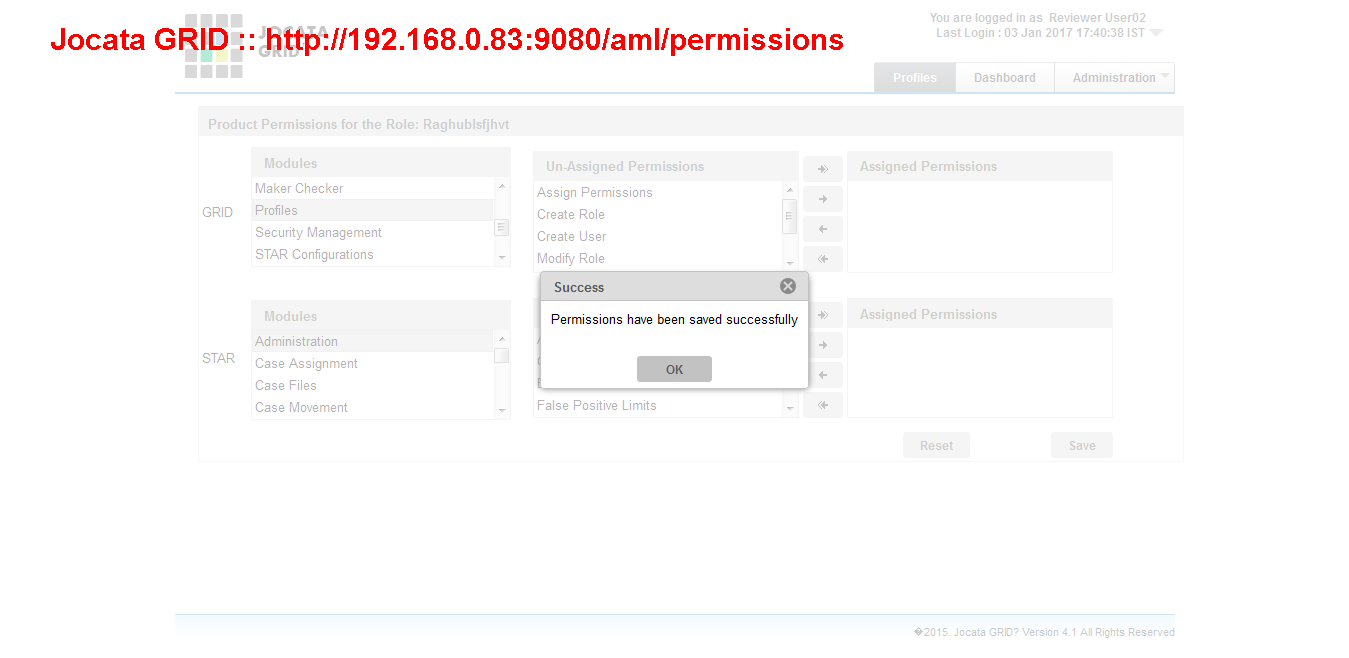 You are logged in as Reviewer User02
Last Login : 03 Jan 2017 17:40:38 IST
Jocata GRID :: http://192.168.0.83:9080/aml/permissions
JOCATA
GRID
Profiles
Dashboard
Administration
Product Permissions for the Role: Raghublsfjhvt
GRID
Modules
Maker Checker
Profiles
Security Management
STAR Configurations
Un-Assigned Permissions
Assign Permissions
Create Role
Create User
Modify Role
Assigned Permissions
Success
Permissions have been saved successfully
OK
STAR
Modules
Administration
Case Assignment
Case Files
Case Movement
False Positive Limits
Assigned Permissions
Reset
Save
�2015. Jocata GRID? Version 4.1 All Rights Reserved